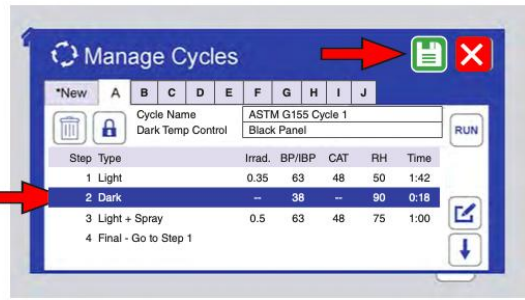 Manage Cycles
*New A B C D E F G H I J
Cycle Name ASTM G155 Cycle 1
Dark Temp Control Black Panel
RUN
Step Type Irrad. BP/IBP CAT RH Time
1 Light 0.35 63 48 50 1:42
2 Dark -- 38 -- 90 0:18
3 Light + Spray 0.5 63 48 75 1:00
4 Final - Go to Step 1